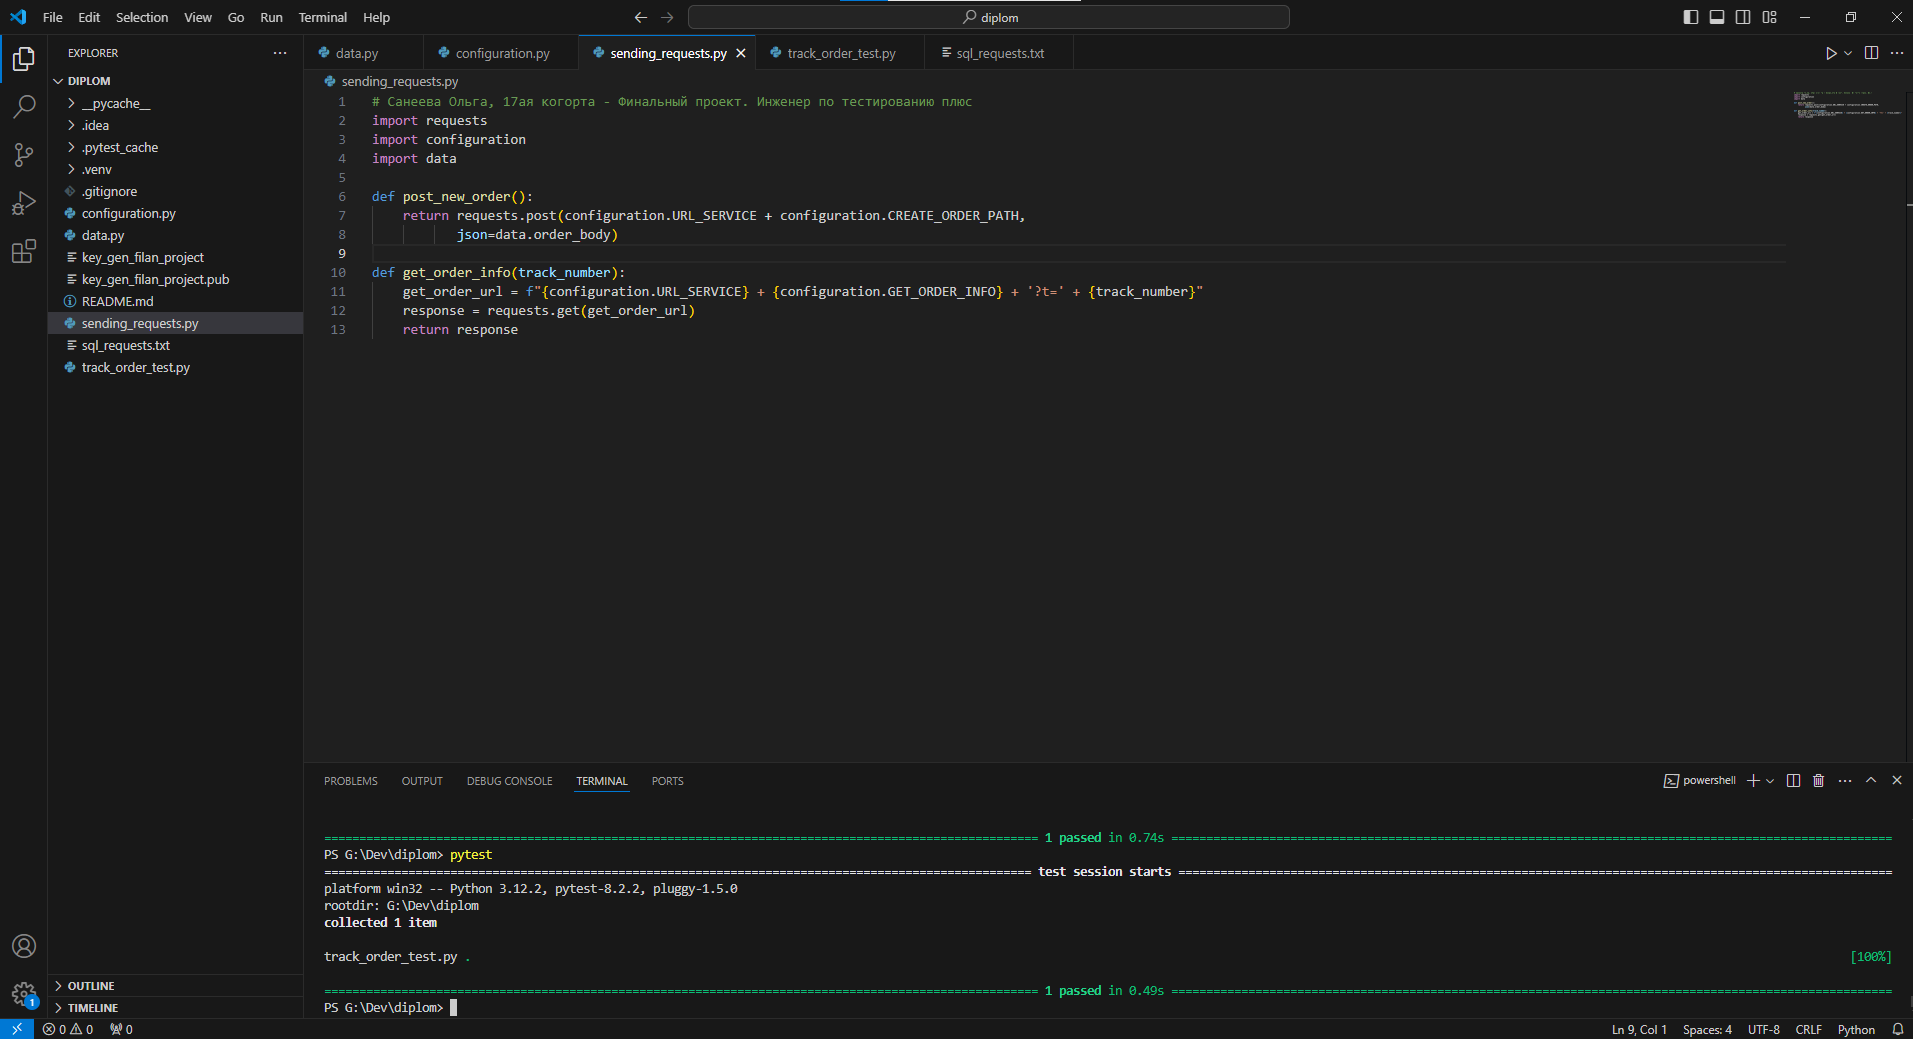 File Edit Selection View Go Run Terminal Help
diplom
EXPLORER
DIPLOM
__pycache__
.idea
.pytest_cache
.venv
.gitignore
configuration.py
data.py
key_gen_filan_project
key_gen_filan_project.pub
README.md
sending_requests.py
sql_requests.txt
track_order_test.py
OUTLINE
TIMELINE
data.py configuration.py sending_requests.py track_order_test.py sql_requests.txt
sending_requests.py
1 # Санеева Ольга, 17ая когорта - Финальный проект. Инженер по тестированию плюс
2 import requests
3 import configuration
4 import data
5
6 def post_new_order():
7 return requests.post(configuration.URL_SERVICE + configuration.CREATE_ORDER_PATH,
8 json=data.order_body)
9
10 def get_order_info(track_number):
11 get_order_url = f"{configuration.URL_SERVICE} + {configuration.GET_ORDER_INFO} + '?t=' + {track_number}"
12 response = requests.get(get_order_url)
13 return response
PROBLEMS OUTPUT DEBUG CONSOLE TERMINAL PORTS
powershell
1 passed in 0.74s
PS G:\Dev\diplom> pytest
test session starts
platform win32 -- Python 3.12.2, pytest-8.2.2, pluggy-1.5.0
rootdir: G:\Dev\diplom
collected 1 item
track_order_test.py . [100%]
1 passed in 0.49s
PS G:\Dev\diplom>
1
0 0 0
Ln 9, Col 1 Spaces: 4 UTF-8 CRLF Python